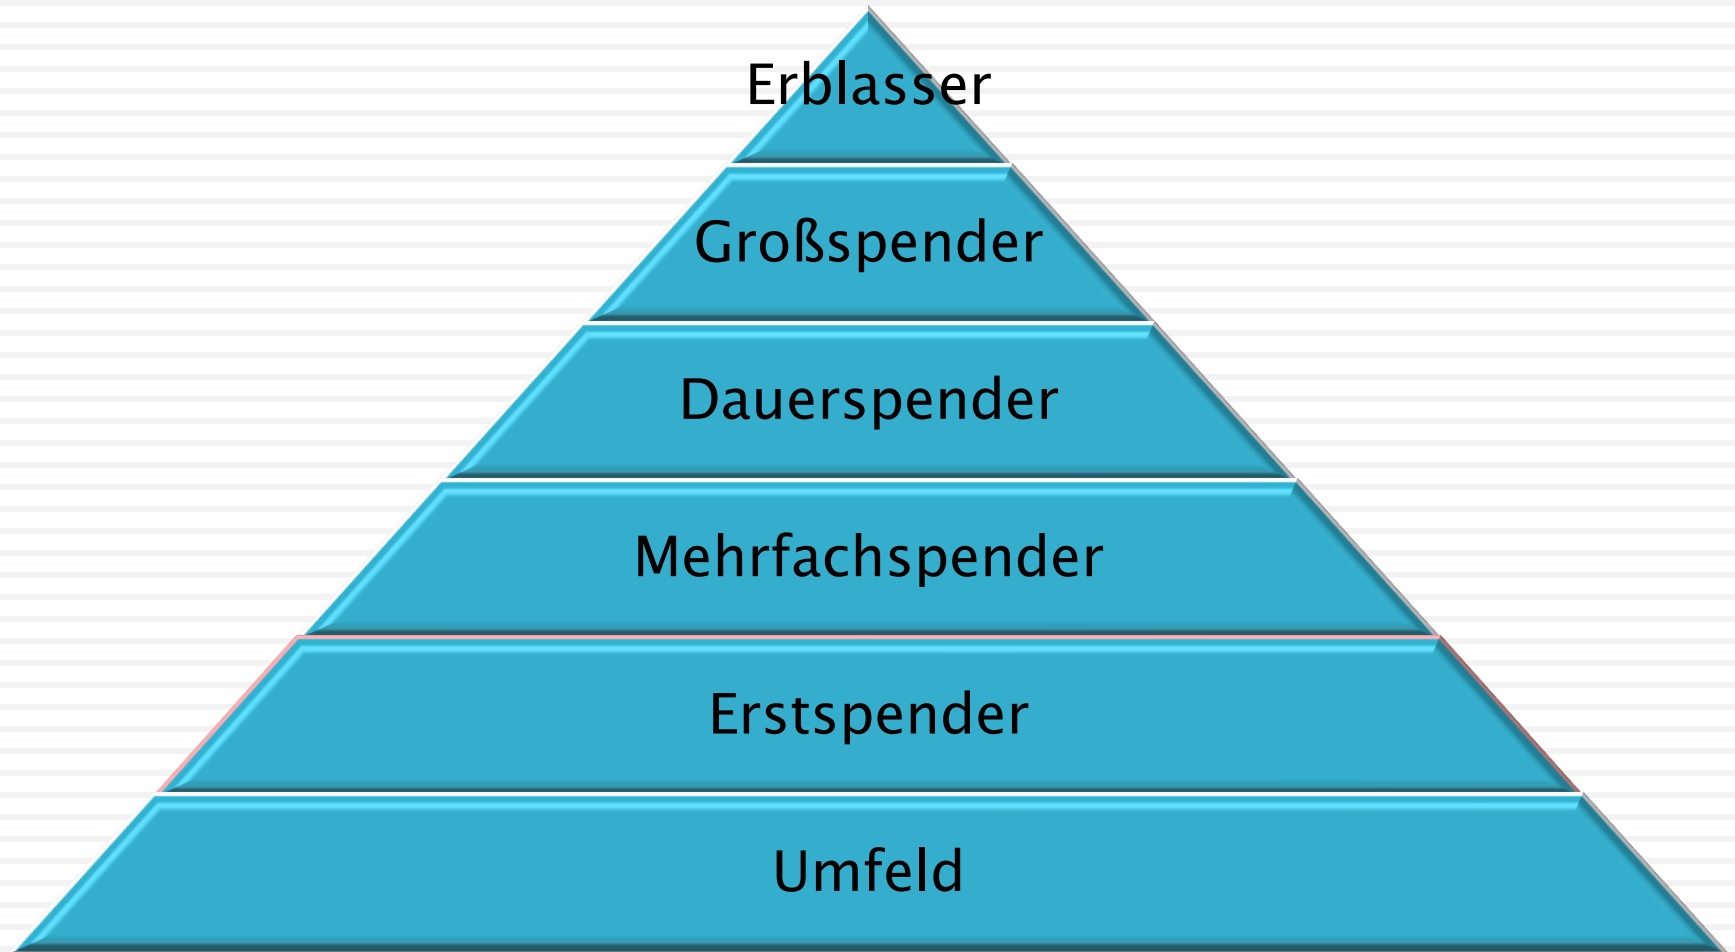 Erblasser
Großspender
Dauerspender
Mehrfachspender
Erstspender
Umfeld